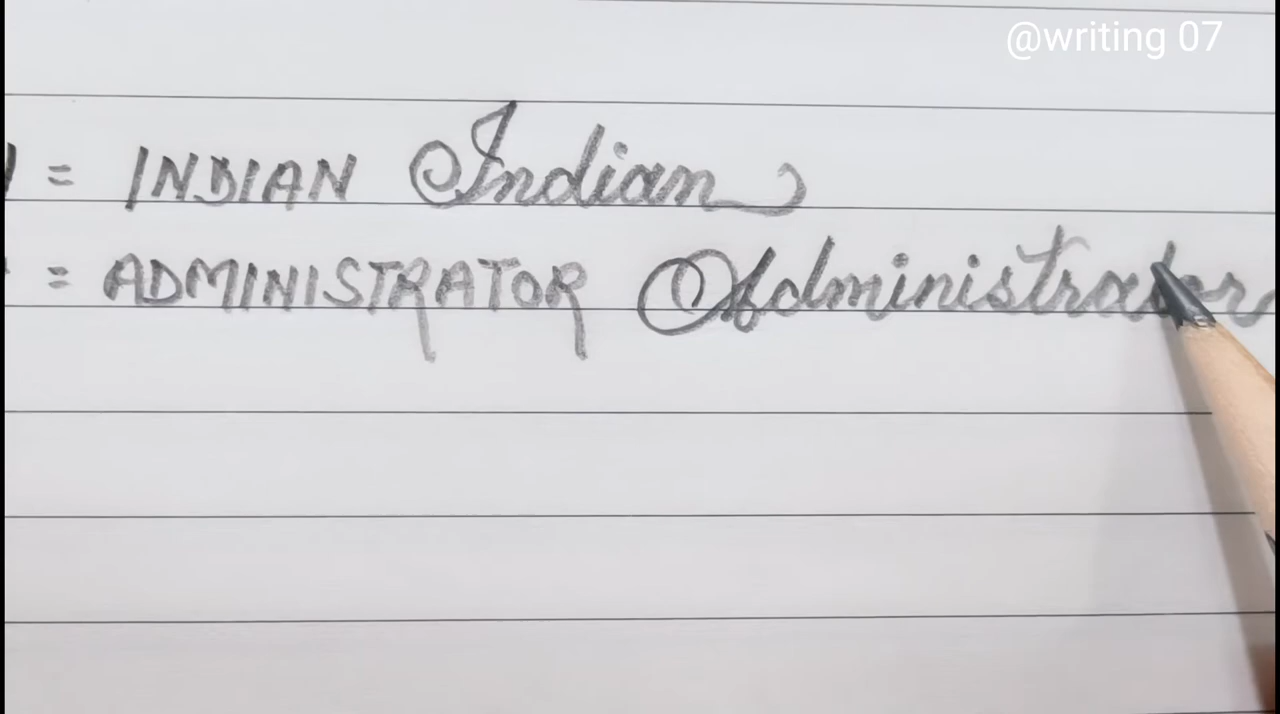 @writing 07
= INDIAN Indian
= ADMINISTRATOR Administrator